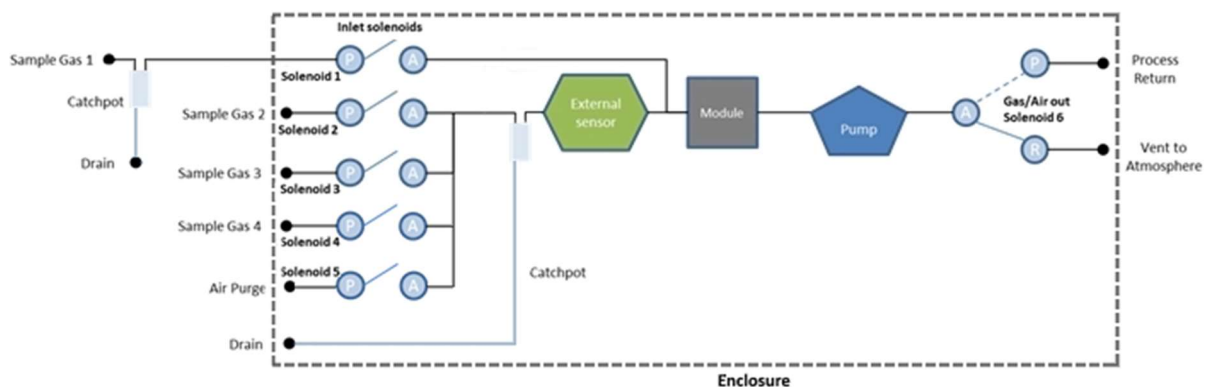 Inlet solenoids
Sample Gas 1
P
A
Solenoid 1
Catchpot
Sample Gas 2
P
A
Solenoid 2
External
sensor
Module
Pump
P
Process
Return
A
Gas/Air out
Solenoid 6
R
Vent to
Atmosphere
Drain
Sample Gas 3
P
A
Solenoid 3
Sample Gas 4
P
A
Solenoid 4
Solenoid 5
Air Purge
P
A
Catchpot
Drain
Enclosure